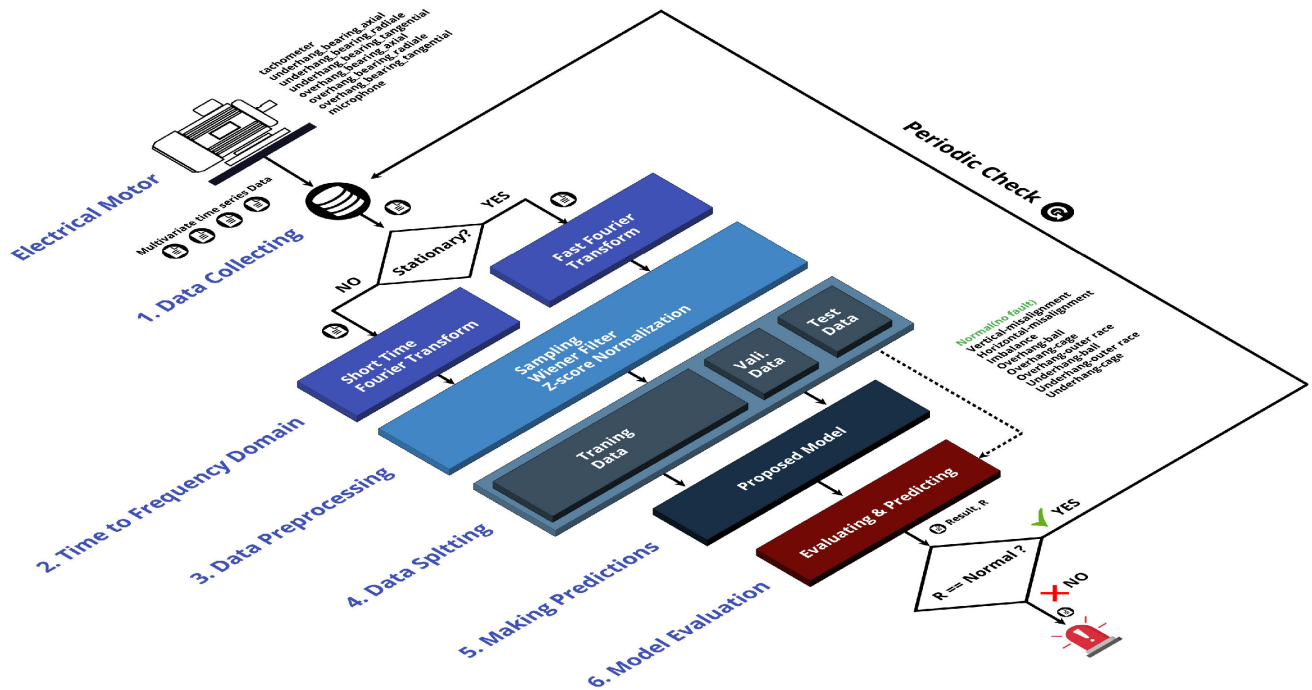 tachometer
underhang_bearing_axial
underhang_bearing_radiale
underhang_bearing_tangential
overhang_bearing_axial
overhang_bearing_radiale
overhang_bearing_tangential
microphone
Electrical Motor
Multivariate time series Data
1. Data Collecting
Stationary?
YES
NO
Fast Fourier
Transform
Short Time
Fourier Transform
2. Time to Frequency Domain
Sampling
Wiener Filter
Z-score Normalization
3. Data Preprocessing
Traning
Data
Vali.
Data
Test
Data
4. Data Spltting
Proposed Model
5. Making Predictions
Evaluating & Predicting
6. Model Evaluation
Normal(no fault)
Vertical-misalignment
Horizontal-misalignment
Imbalance
Overhang-ball
Overhang-cage
Overhang-outer race
Underhang-ball
Underhang-outer race
Underhang-cage
Result, R
R == Normal ?
YES
NO
Periodic Check